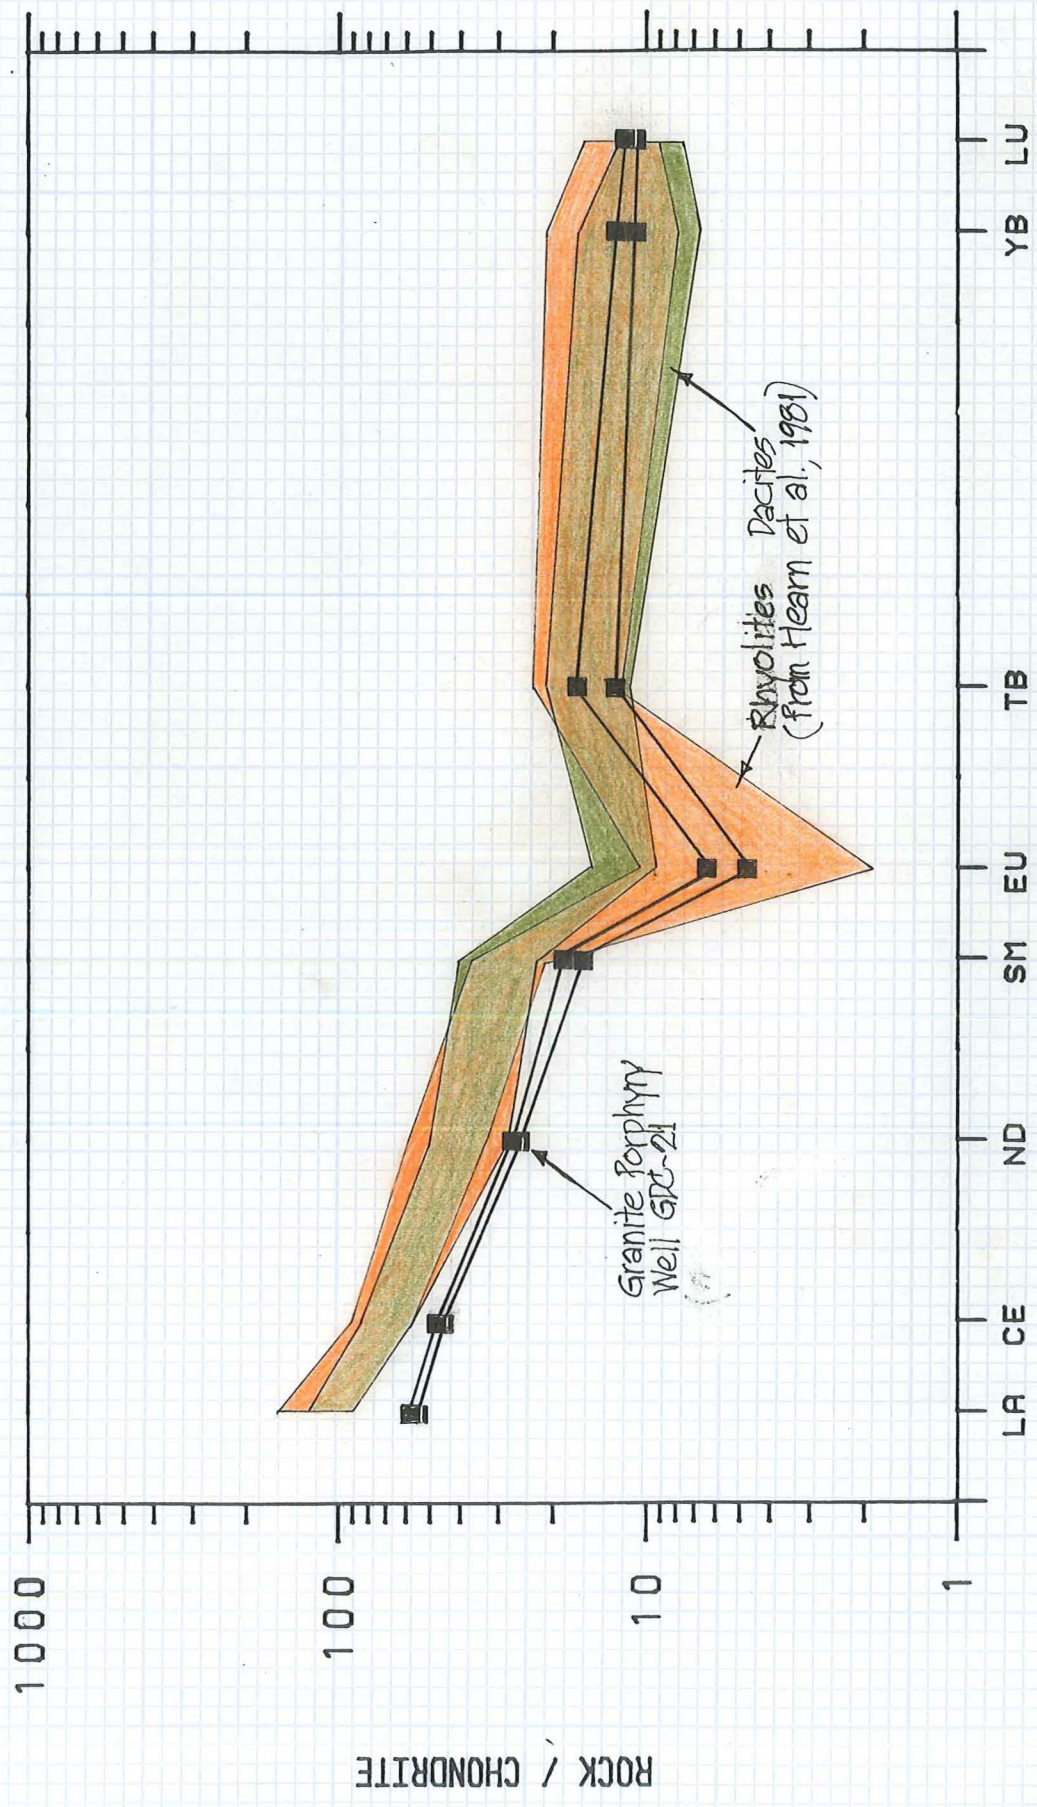 1000
100
10
1
ROCK / CHONDRITE
Granite Porphyry
Well GDC-21
Rhyolites Dacites
(from Hearn et al., 1981)
LA CE ND SM EU TB YB LU